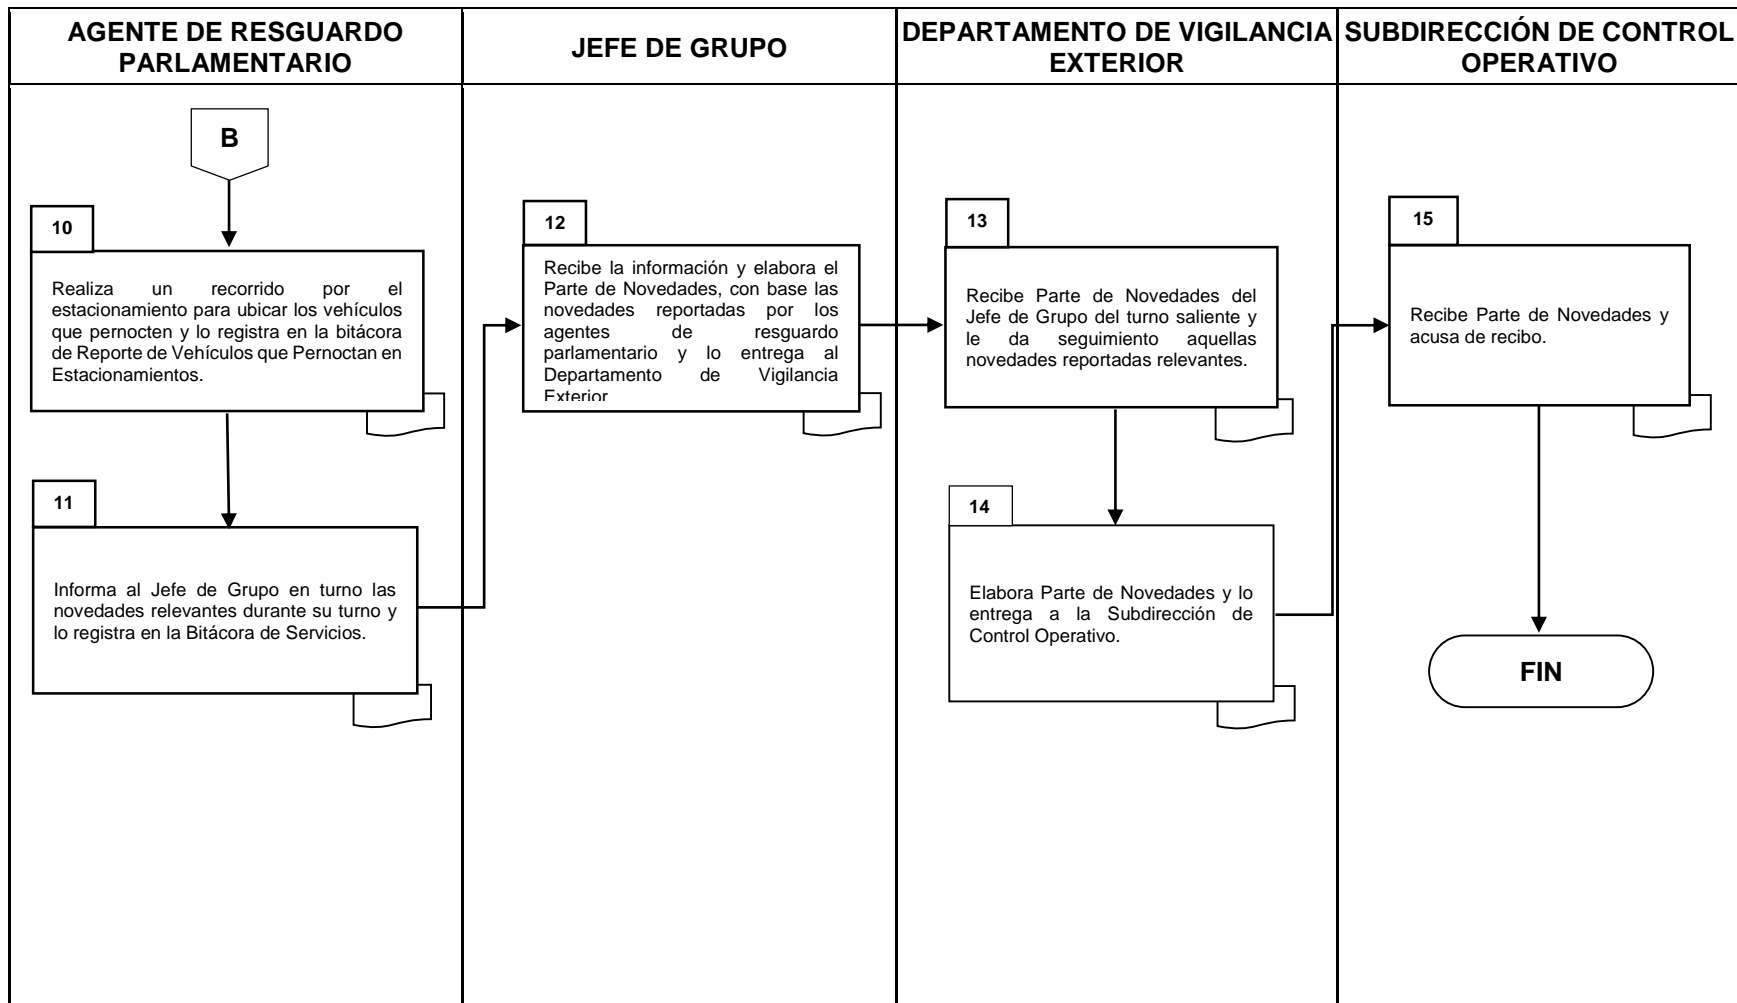 AGENTE DE RESGUARDO
PARLAMENTARIO
JEFE DE GRUPO
DEPARTAMENTO DE VIGILANCIA
EXTERIOR
SUBDIRECCIÓN DE CONTROL
OPERATIVO
B
10
Realiza un recorrido por el
estacionamiento para ubicar los vehículos
que pernocten y lo registra en la bitácora
de Reporte de Vehículos que Pernoctan en
Estacionamientos.
11
Informa al Jefe de Grupo en turno las
novedades relevantes durante su turno y
lo registra en la Bitácora de Servicios.
12
Recibe la información y elabora el
Parte de Novedades, con base las
novedades reportadas por los
agentes de resguardo
parlamentario y lo entrega al
Departamento de Vigilancia
Exterior
13
Recibe Parte de Novedades del
Jefe de Grupo del turno saliente y
le da seguimiento aquellas
novedades reportadas relevantes.
14
Elabora Parte de Novedades y lo
entrega a la Subdirección de
Control Operativo.
15
Recibe Parte de Novedades y
acusa de recibo.
FIN